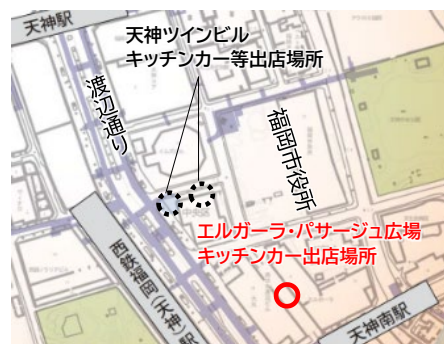 天神駅
天神ツインビル
キッチンカー等出店場所
渡辺通り
福岡市役所
中央区
エルガーラ・パサージュ広場
キッチンカー出店場所
西鉄福岡(天神)駅
天神南駅